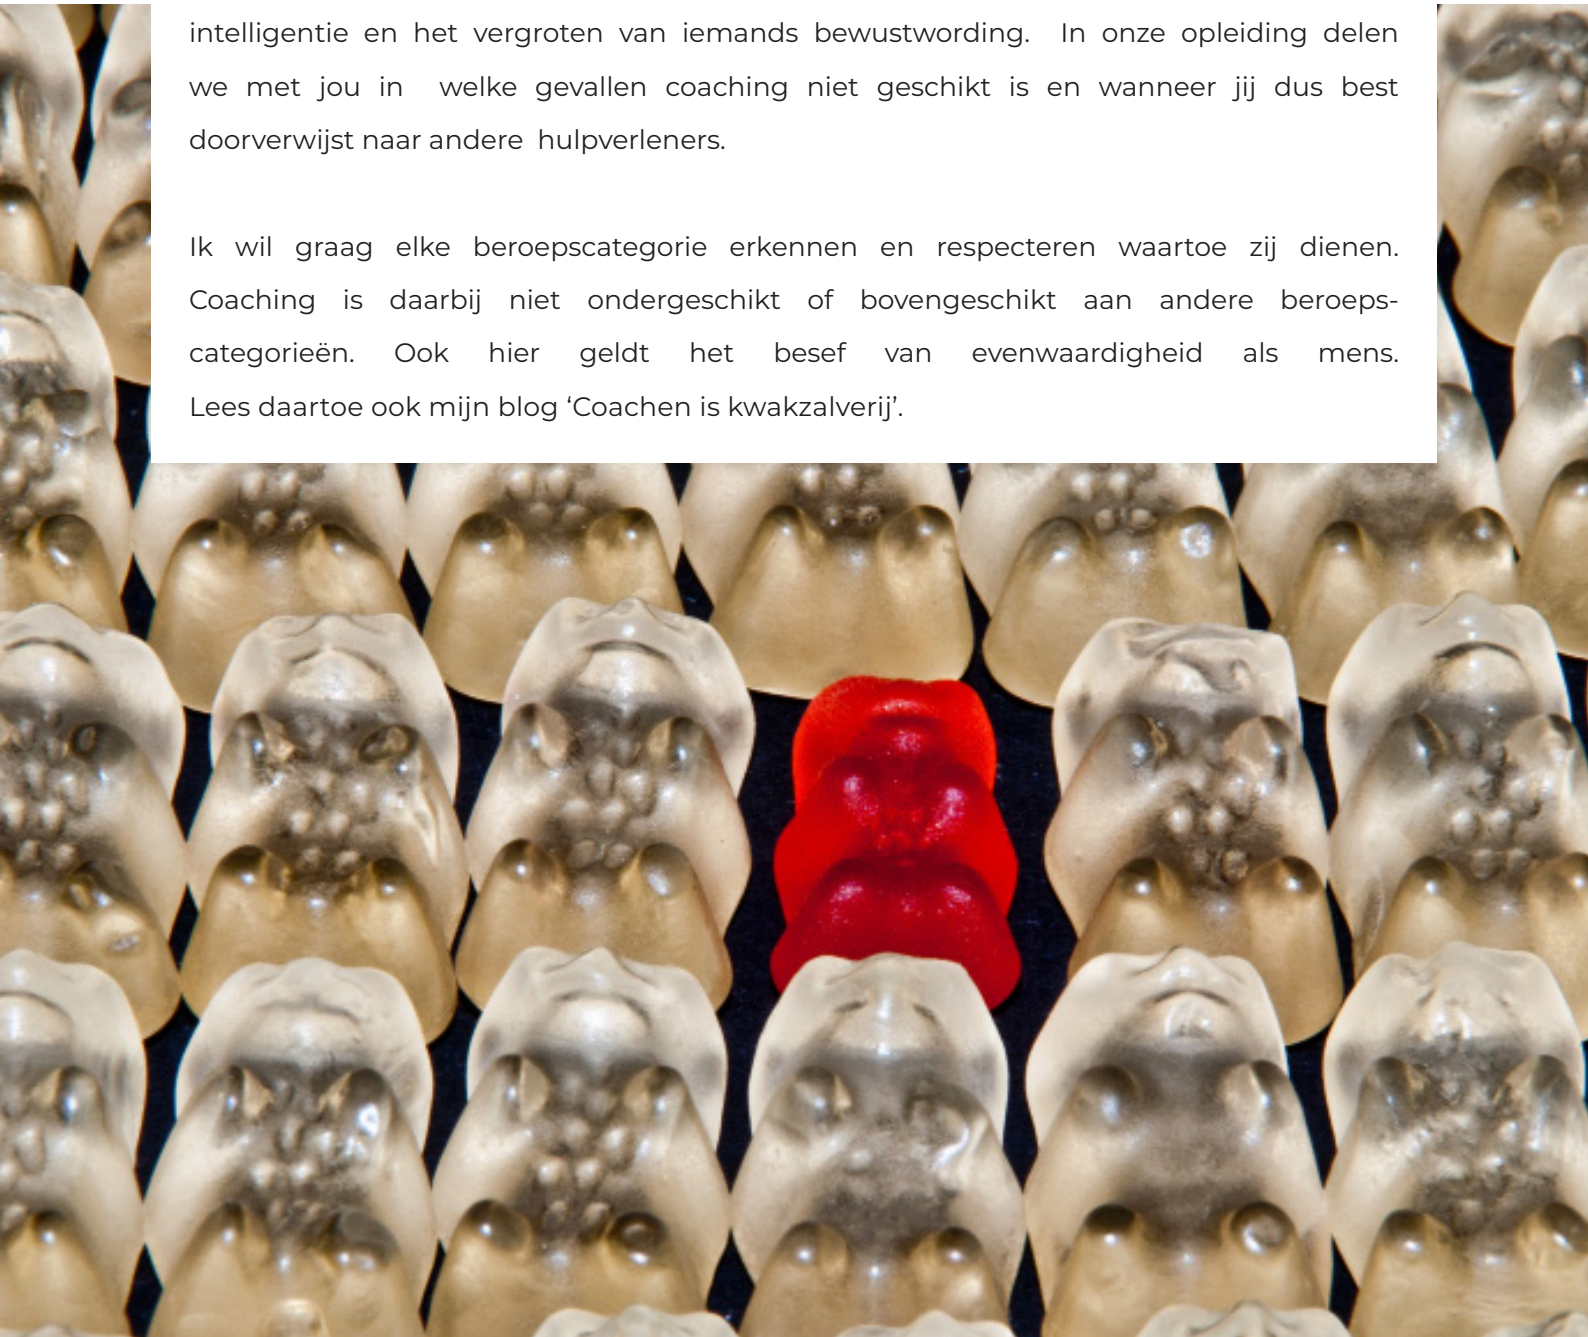 intelligentie en het vergroten van iemands bewustwording. In onze opleiding delen
we met jou in welke gevallen coaching niet geschikt is en wanneer jij dus best
doorverwijst naar andere hulpverleners.
Ik wil graag elke beroepscategorie erkennen en respecteren waartoe zij dienen.
Coaching is daarbij niet ondergeschikt of bovengeschikt aan andere beroeps-
categorieën. Ook hier geldt het besef van evenwaardigheid als mens.
Lees daartoe ook mijn blog ‘Coachen is kwakzalverij’.